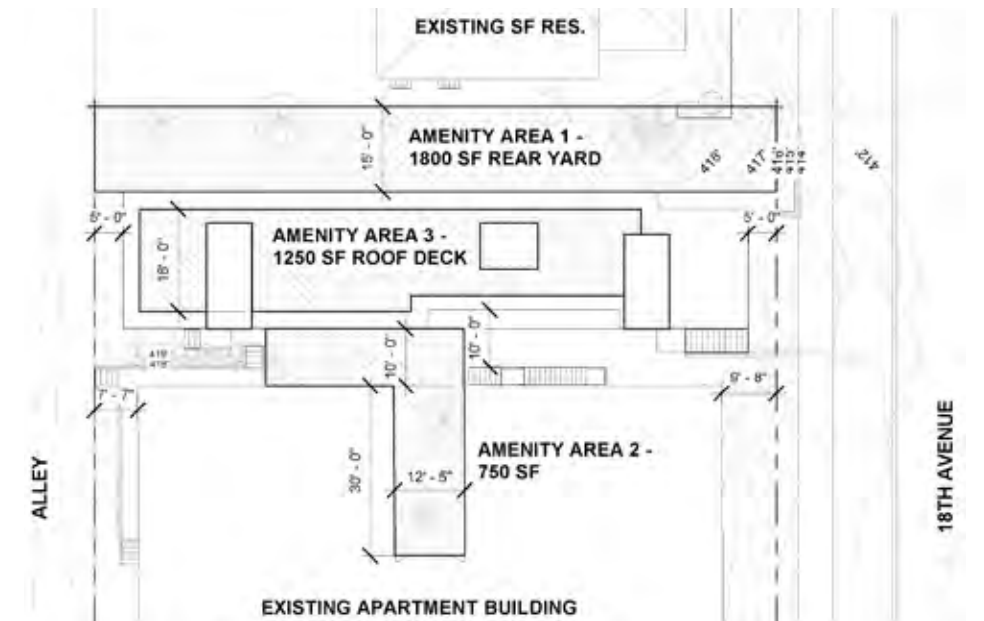 EXISTING SF RES.
AMENITY AREA 1 -
1800 SF REAR YARD
15' - 0"
418'
417'
416'
415'
414'
412'
5' - 0"
5' - 0"
AMENITY AREA 3 -
1250 SF ROOF DECK
18' - 0"
10' - 0"
10' - 0"
419'
418'
7' - 7"
9' - 8"
AMENITY AREA 2 -
750 SF
30' - 0"
12' - 5"
ALLEY
18TH AVENUE
EXISTING APARTMENT BUILDING